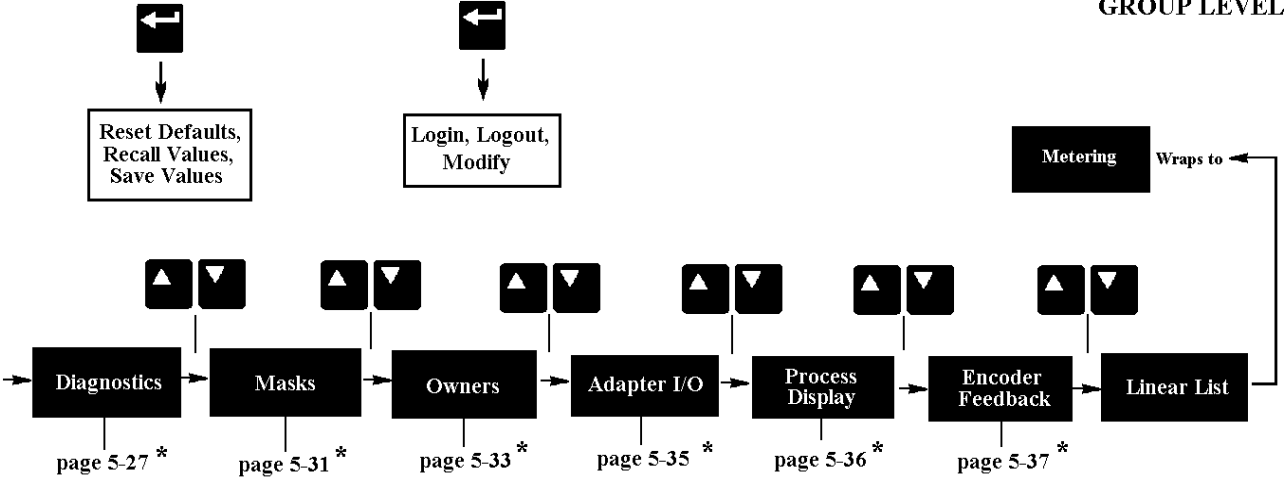 GROUP LEVEL
Reset Defaults,
Recall Values,
Save Values
Login, Logout,
Modify
Metering
Wraps to
Diagnostics
Masks
Owners
Adapter I/O
Process
Display
Encoder
Feedback
Linear List
page 5-27 *
page 5-31 *
page 5-33 *
page 5-35 *
page 5-36 *
page 5-37 *